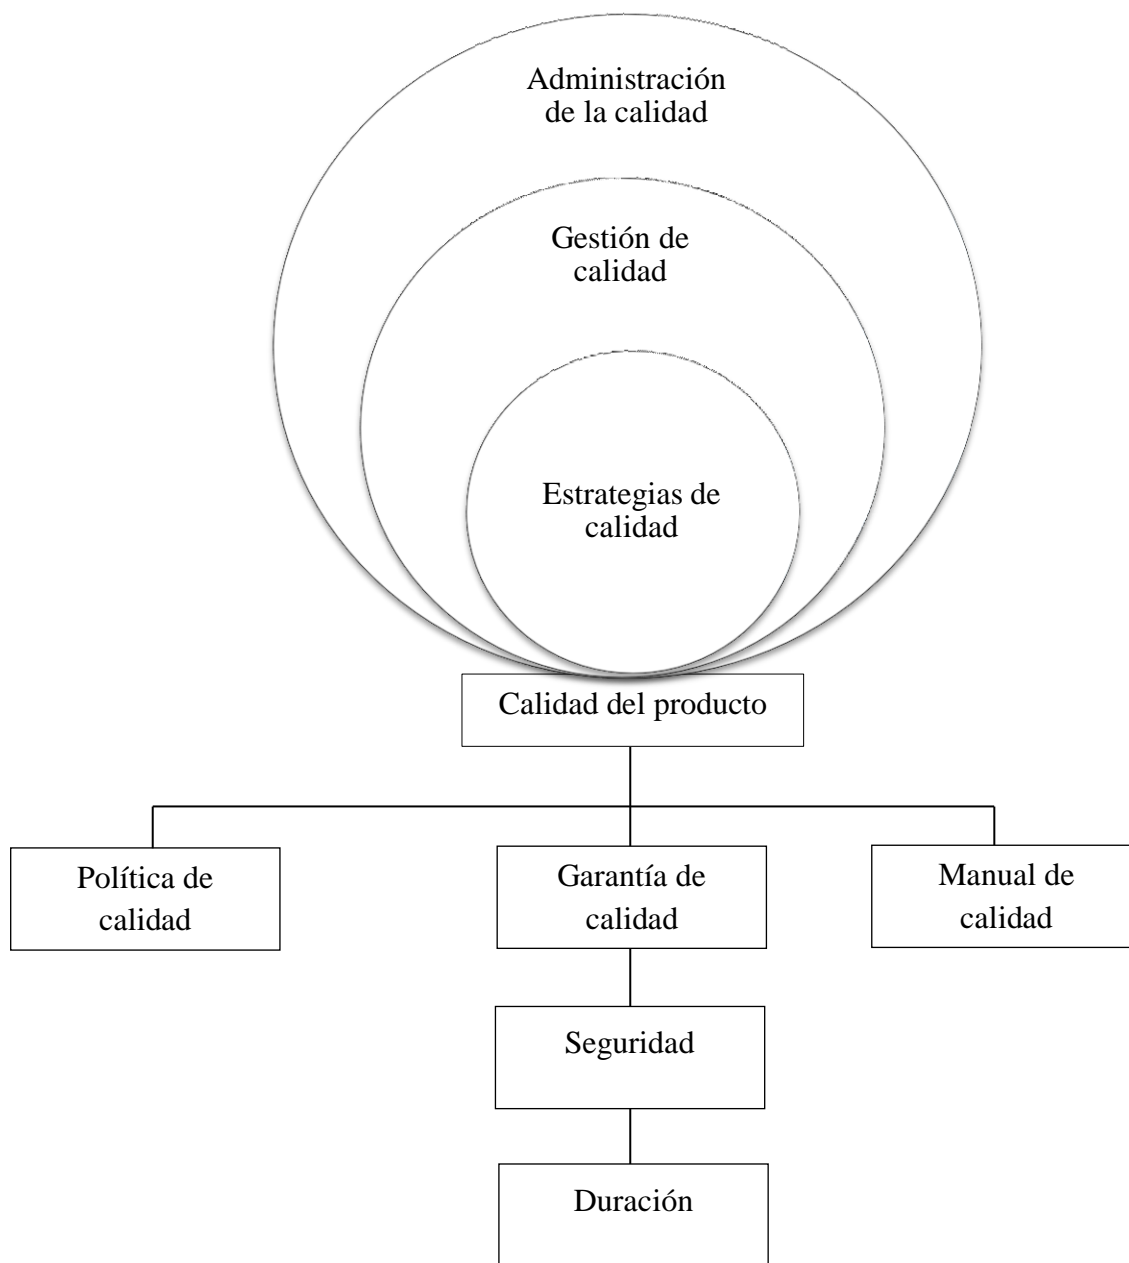 Administración
de la calidad
Gestión de
calidad
Estrategias de
calidad
Calidad del producto
Política de
calidad
Garantía de
calidad
Manual de
calidad
Seguridad
Duración